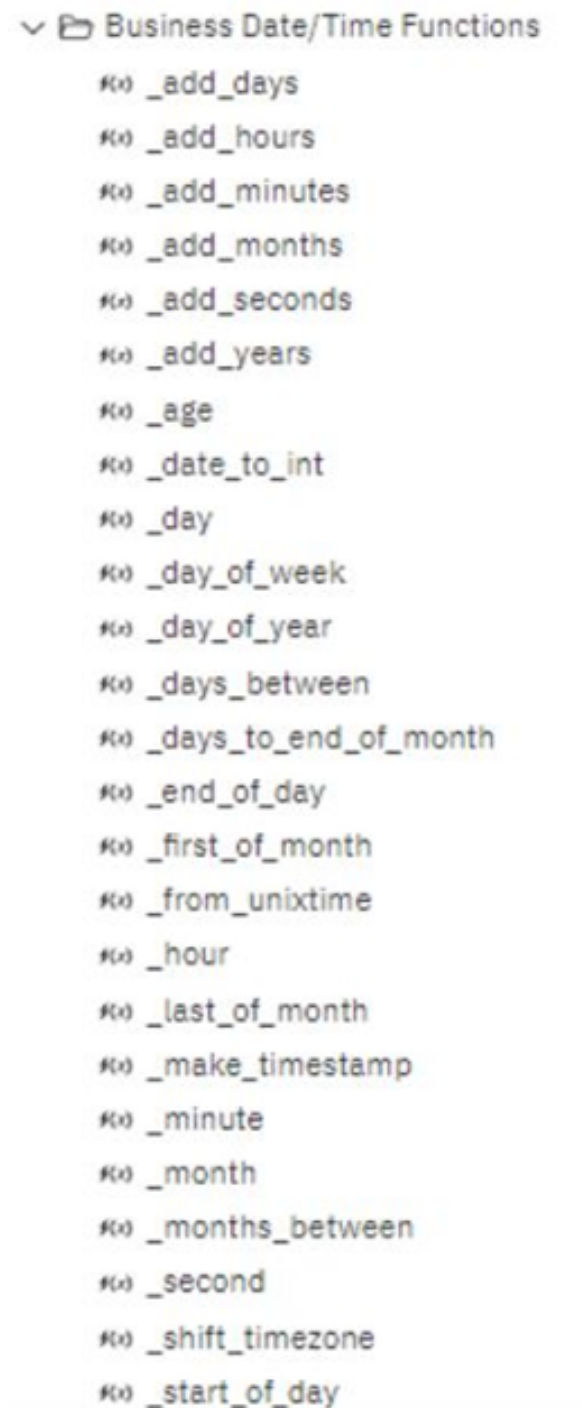 Business Date/Time Functions
f(x) _add_days
f(x) _add_hours
f(x) _add_minutes
f(x) _add_months
f(x) _add_seconds
f(x) _add_years
f(x) _age
f(x) _date_to_int
f(x) _day
f(x) _day_of_week
f(x) _day_of_year
f(x) _days_between
f(x) _days_to_end_of_month
f(x) _end_of_day
f(x) _first_of_month
f(x) _from_unixtime
f(x) _hour
f(x) _last_of_month
f(x) _make_timestamp
f(x) _minute
f(x) _month
f(x) _months_between
f(x) _second
f(x) _shift_timezone
f(x) _start_of_day